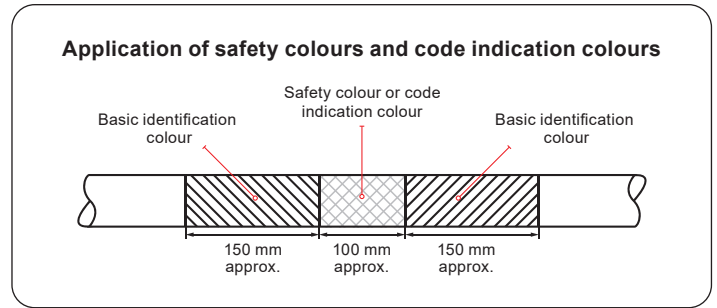 Application of safety colours and code indication colours
Safety colour or code
indication colour
Basic identification
colour
Basic identification
colour
150 mm
approx.
100 mm
approx.
150 mm
approx.